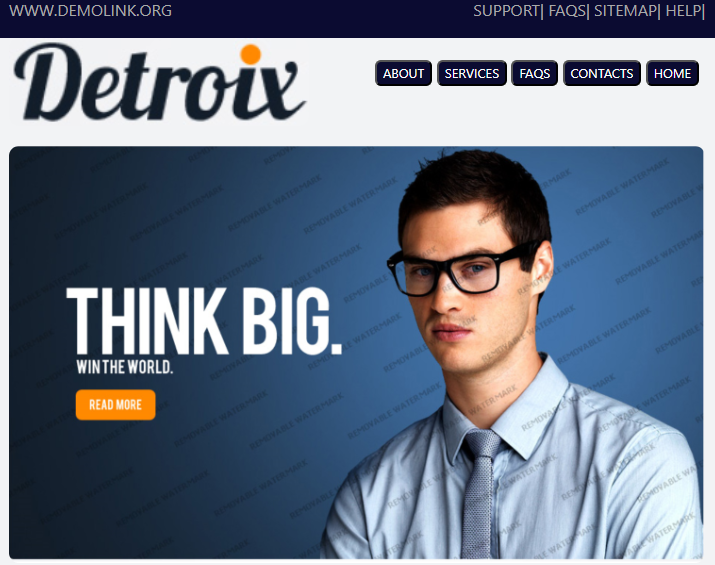 WWW.DEMOLINK.ORG SUPPORT| FAQS| SITEMAP| HELP|
Detroix
ABOUT SERVICES FAQS CONTACTS HOME
THINK BIG.
WIN THE WORLD.
READ MORE
REMOVABLE WATERMARK